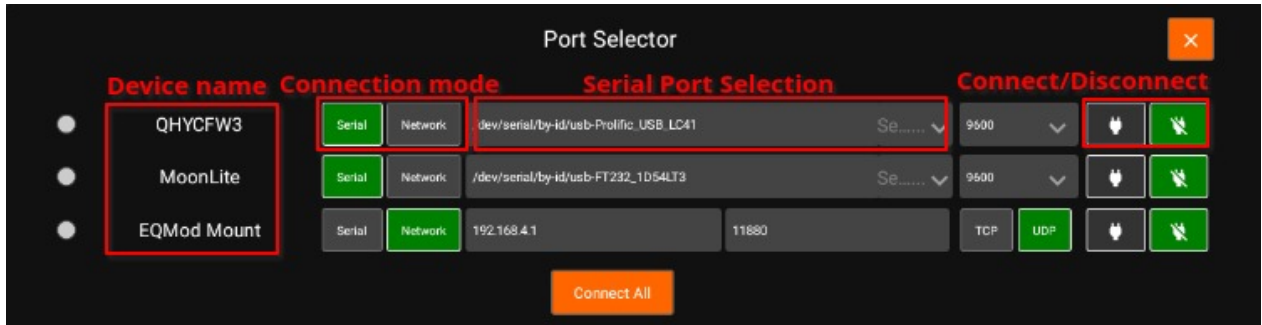 Port Selector ×
Device name Connection mode Serial Port Selection Connect/Disconnect
QHYCFW3 Serial Network /dev/serial/by-id/usb-Prolific_USB_LC41 Se...... 9600
MoonLite Serial Network /dev/serial/by-id/usb-FT232_1D54LT3 Se...... 9600
EQMod Mount Serial Network 192.168.4.1 11880 TCP UDP
Connect All